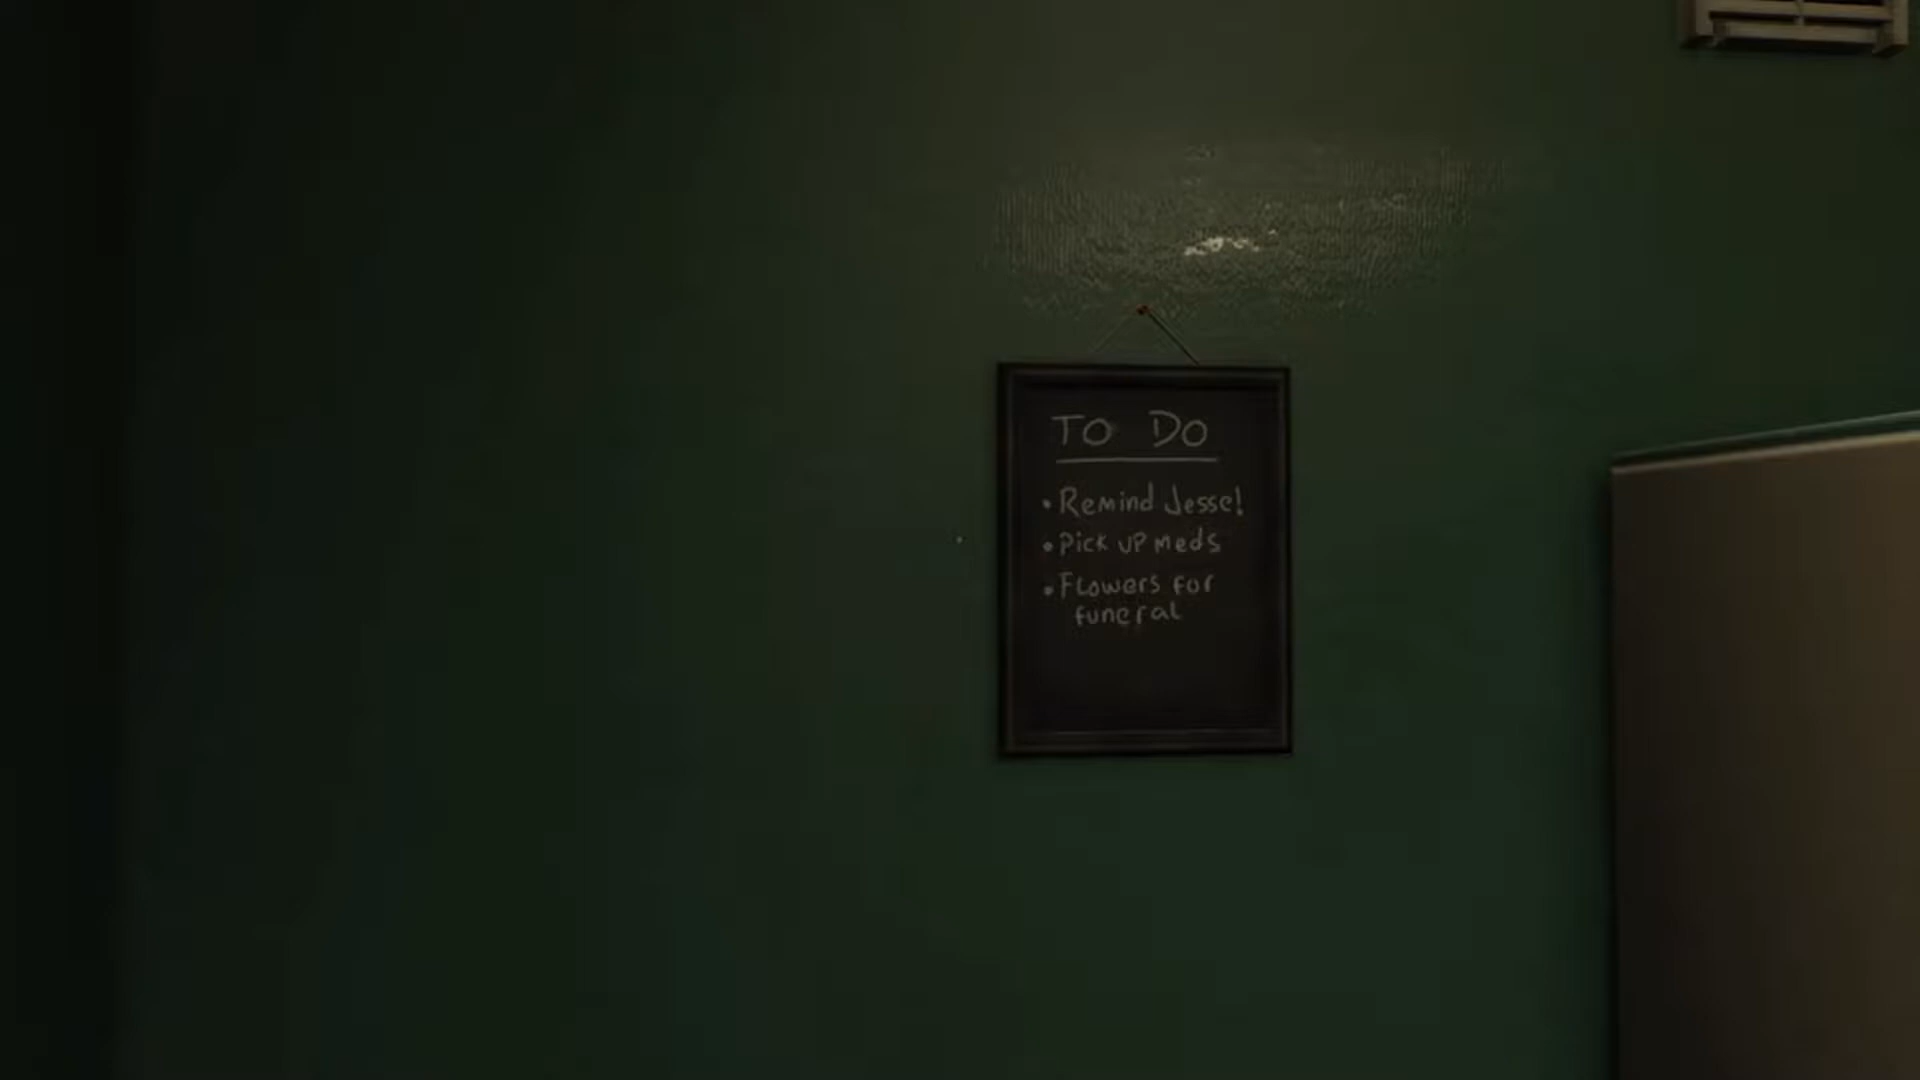 TO DO
• Remind Jesse!
• Pick up meds
• Flowers for
funeral